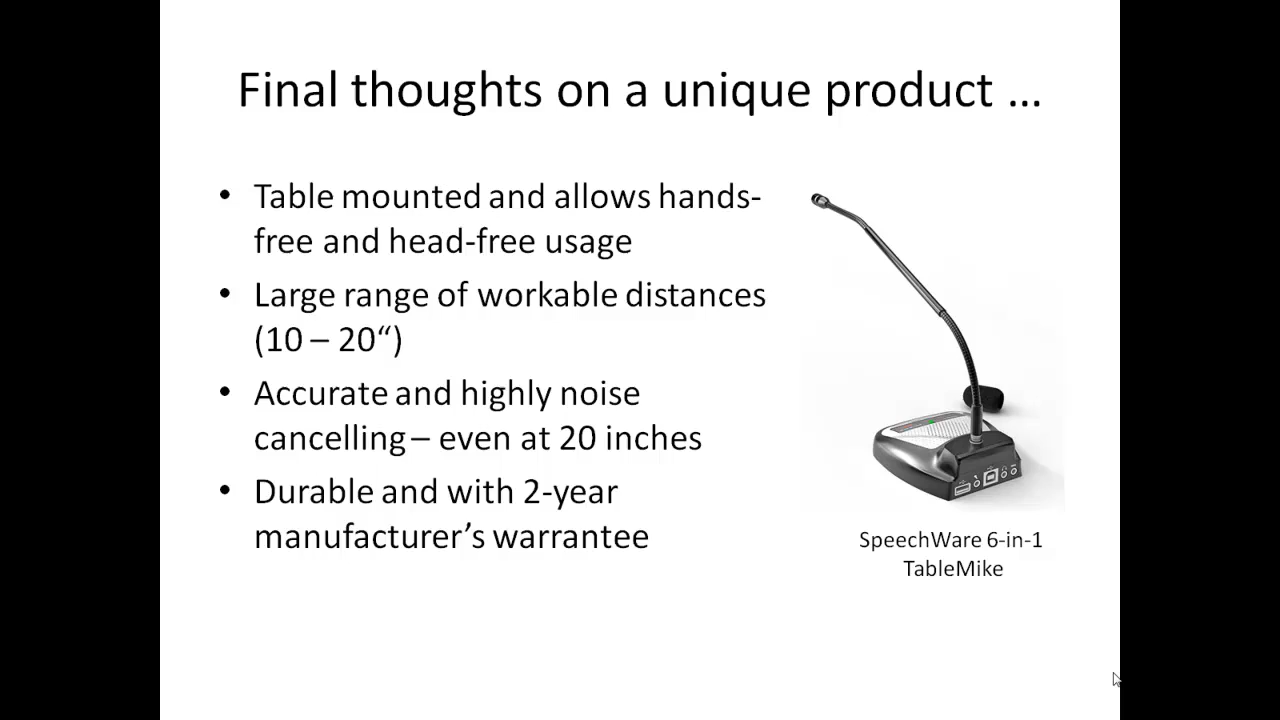 Final thoughts on a unique product ...
• Table mounted and allows hands-
free and head-free usage
• Large range of workable distances
(10 – 20“)
• Accurate and highly noise
cancelling – even at 20 inches
• Durable and with 2-year
manufacturer’s warrantee
SpeechWare 6-in-1
TableMike